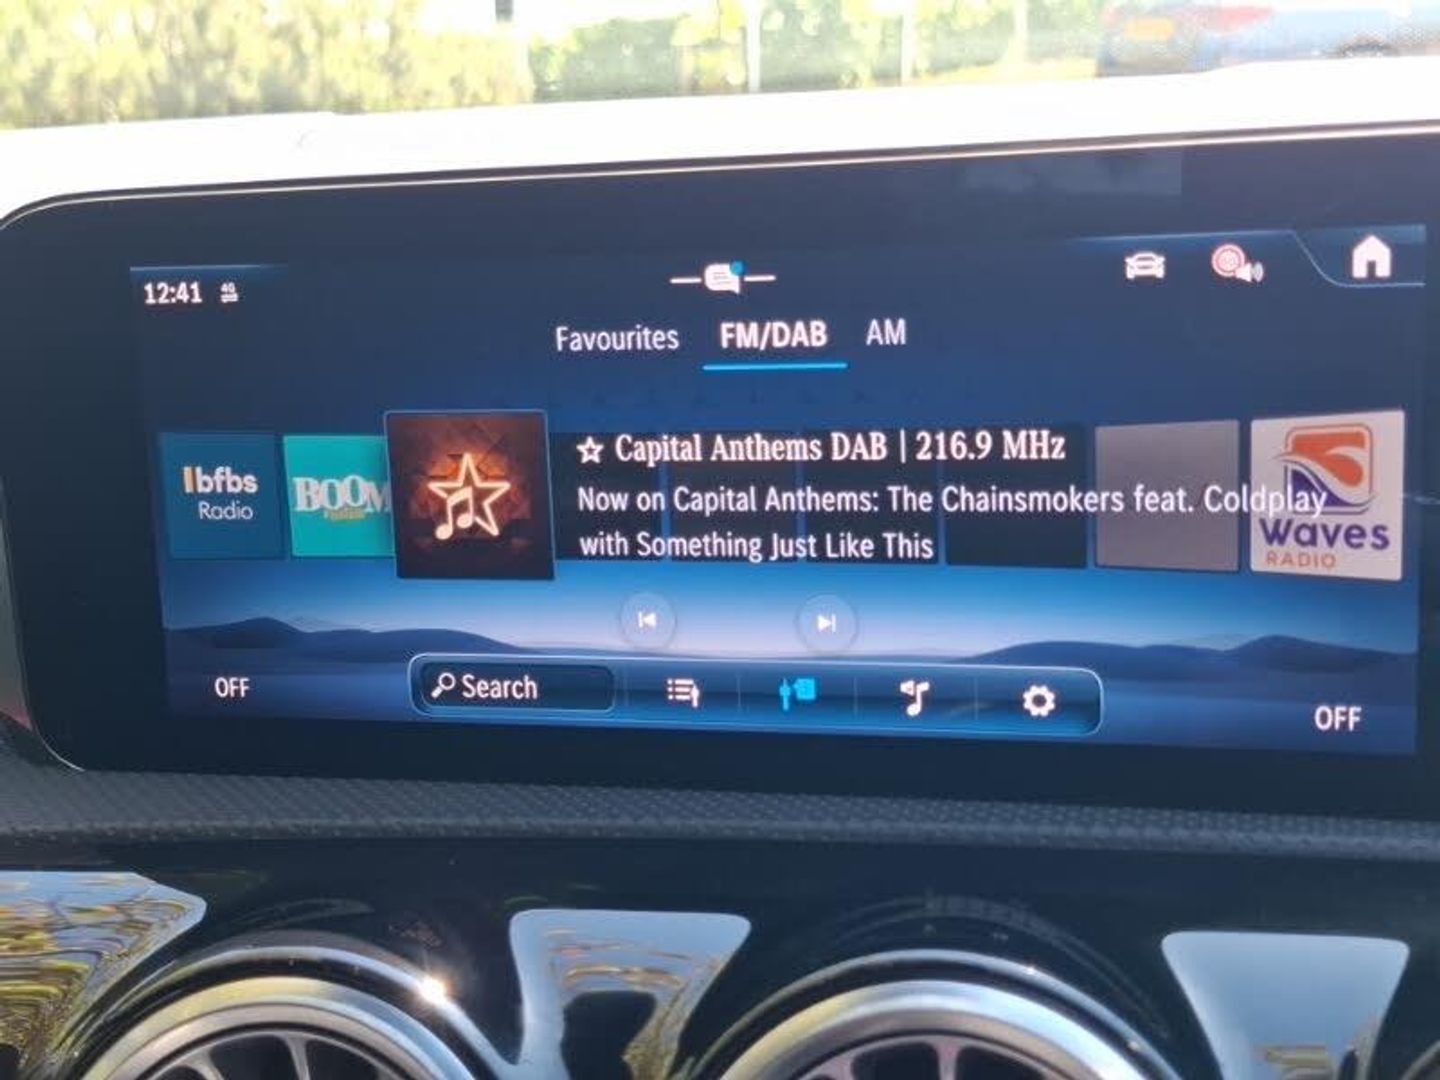 12:41 4G
Favourites FM/DAB AM
bfbs
Radio
BOOM
Capital Anthems DAB | 216.9 MHz
Now on Capital Anthems: The Chainsmokers feat. Coldplay
with Something Just Like This
Waves
RADIO
OFF
Search
OFF